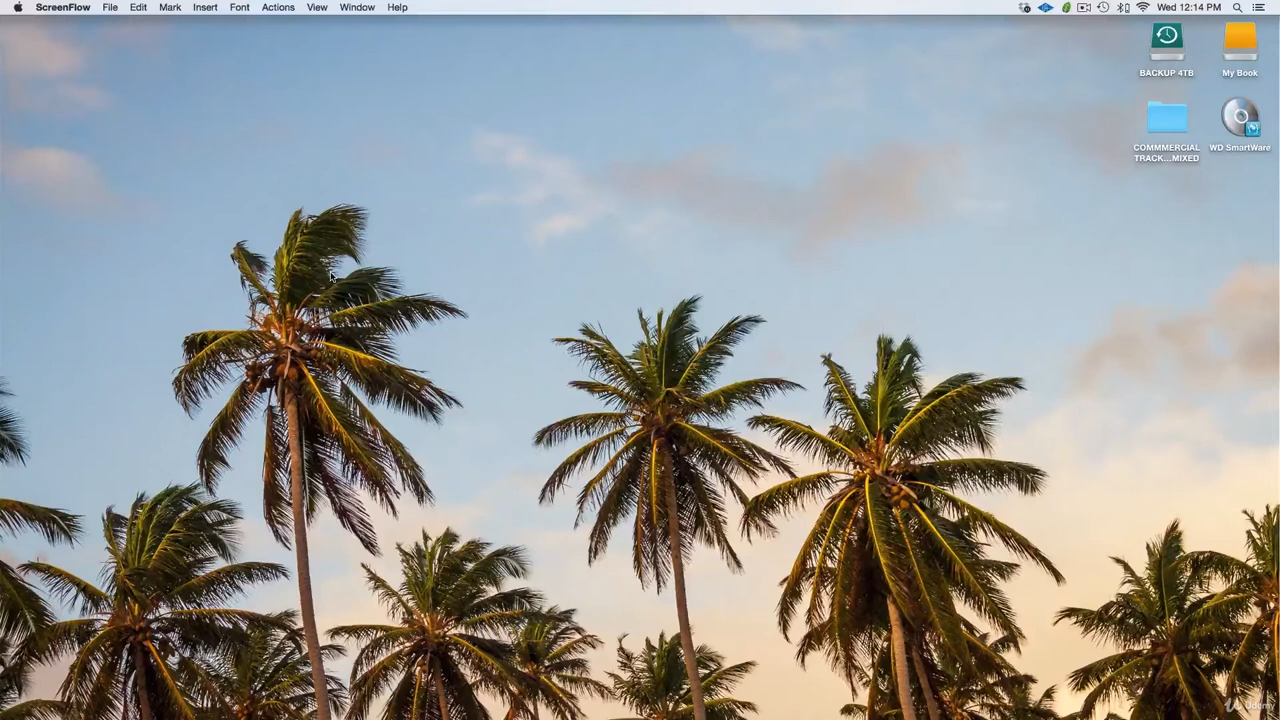 ScreenFlow File Edit Mark Insert Font Actions View Window Help Wed 12:14 PM
BACKUP 4TB
My Book
COMMMERCIAL
TRACK...MIXED
WD SmartWare
Udemy